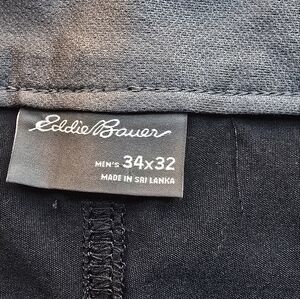 Eddie Bauer
MEN'S 34x32
MADE IN SRI LANKA